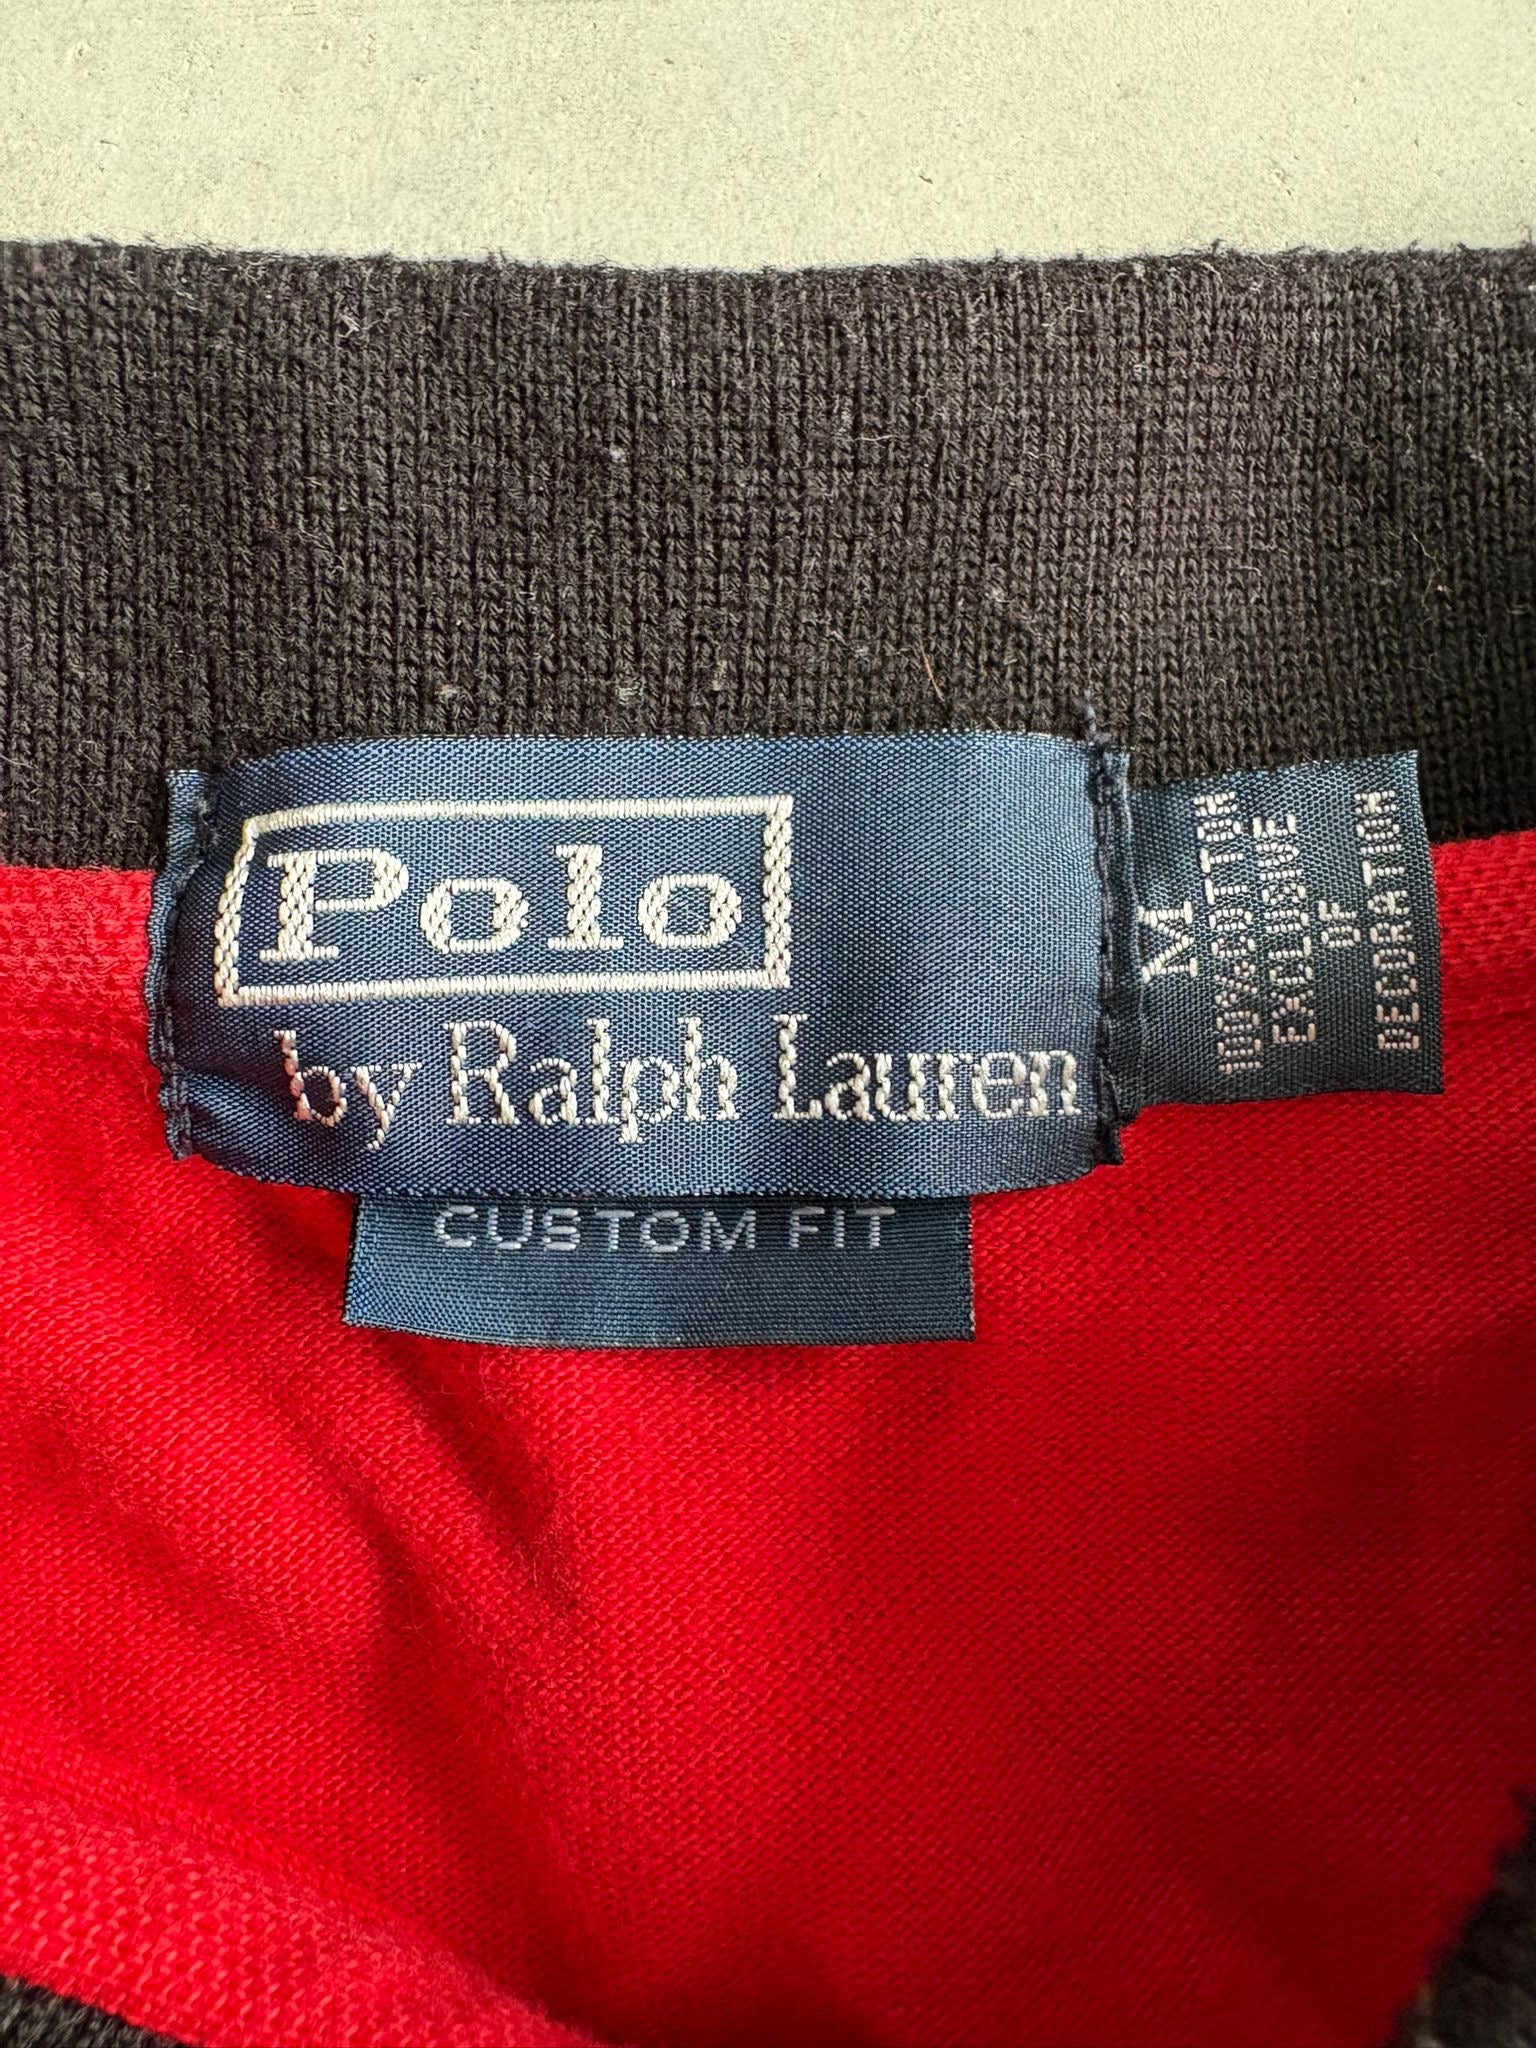 Polo
by Ralph Lauren
CUSTOM FIT
M
100% COTTON
EXCLUSIVE
OF
DECORATION